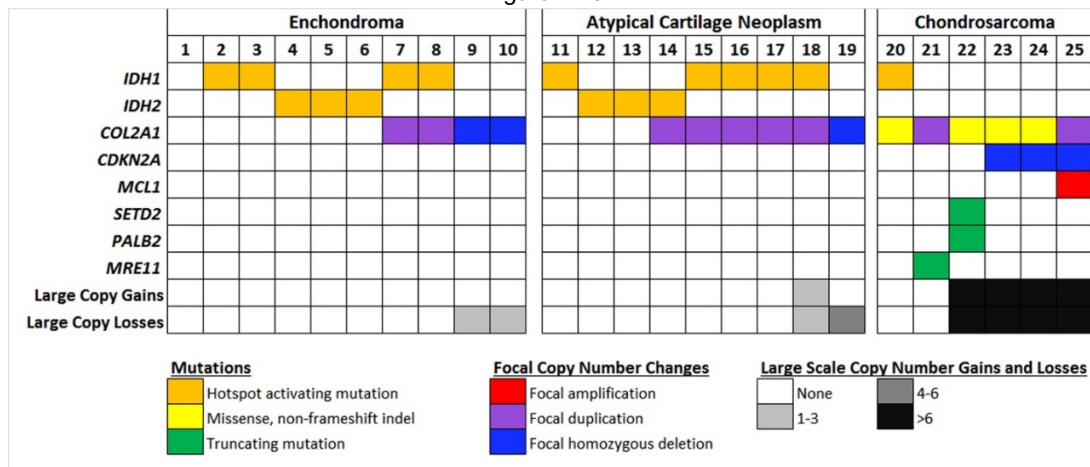 Enchondroma Atypical Cartilage Neoplasm Chondrosarcoma
1 2 3 4 5 6 7 8 9 10 11 12 13 14 15 16 17 18 19 20 21 22 23 24 25
IDH1
IDH2
COL2A1
CDKN2A
MCL1
SETD2
PALB2
MRE11
Large Copy Gains
Large Copy Losses
Mutations Focal Copy Number Changes Large Scale Copy Number Gains and Losses
Hotspot activating mutation Focal amplification None 4-6
Missense, non-frameshift indel Focal duplication 1-3 >6
Truncating mutation Focal homozygous deletion